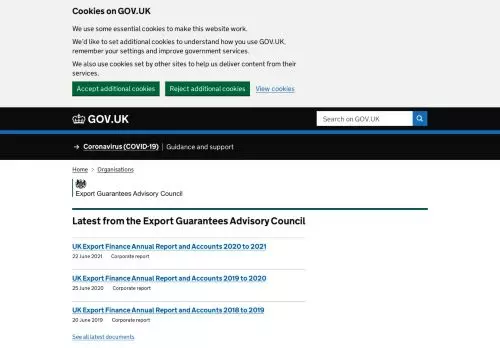 Cookies on GOV.UK
We use some essential cookies to make this website work.
We'd like to set additional cookies to understand how you use GOV.UK,
remember your settings and improve government services.
We also use cookies set by other sites to help us deliver content from their
services.
Accept additional cookies Reject additional cookies View cookies
GOV.UK Search on GOV.UK
→ Coronavirus (COVID-19) | Guidance and support
Home > Organisations
Export Guarantees Advisory Council
Latest from the Export Guarantees Advisory Council
UK Export Finance Annual Report and Accounts 2020 to 2021
22 June 2021 Corporate report
UK Export Finance Annual Report and Accounts 2019 to 2020
25 June 2020 Corporate report
UK Export Finance Annual Report and Accounts 2018 to 2019
20 June 2019 Corporate report
See all latest documents